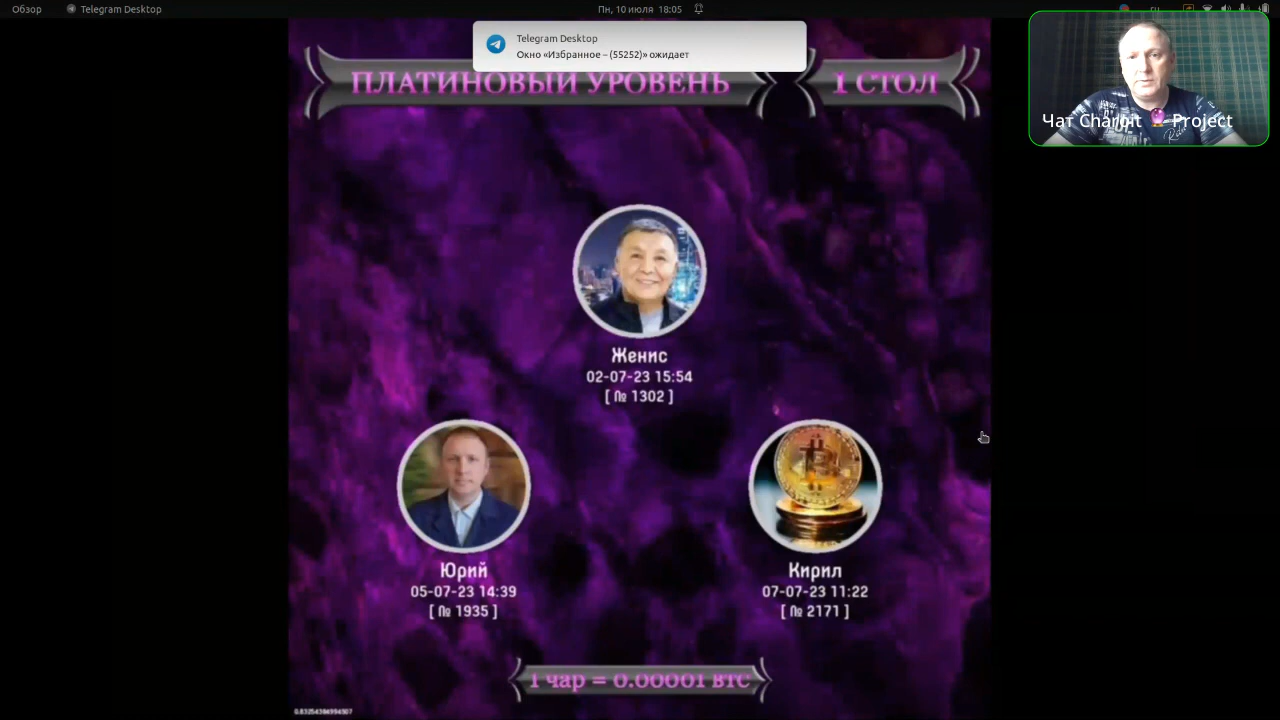 Обзор
Telegram Desktop
Пн, 10 июля 18:05
ru
Telegram Desktop
Окно «Избранное – (55252)» ожидает
ПЛАТИНОВЫЙ УРОВЕНЬ
1 СТОЛ
Чат Charbit Project
Женис
02-07-23 15:54
[ № 1302 ]
Юрий
05-07-23 14:39
[ № 1935 ]
Кирил
07-07-23 11:22
[ № 2171 ]
1 чар = 0.00001 BTC